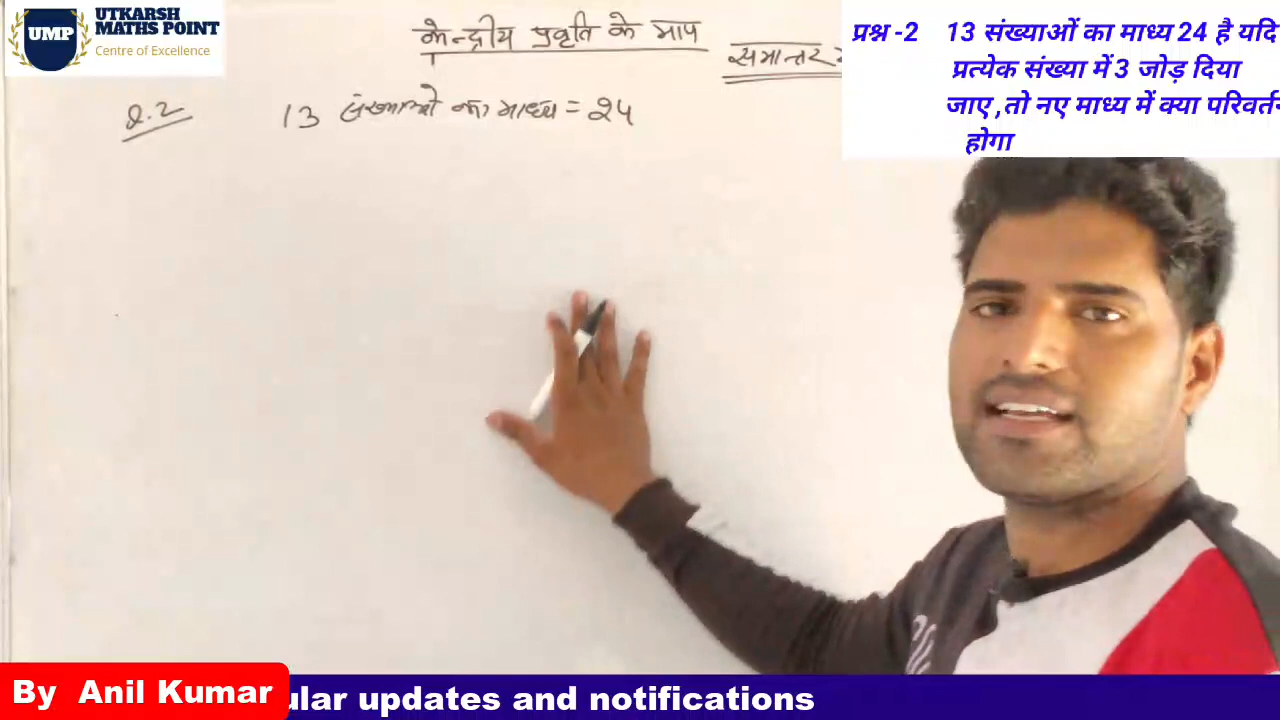 UTKARSH
MATHS POINT
UMP
Centre of Excellence
केन्द्रीय प्रवृति के माप
समान्तर
प्रश्न -2 13 संख्याओं का माध्य 24 है यदि
प्रत्येक संख्या में 3 जोड़ दिया
जाए ,तो नए माध्य में क्या परिवर्तन
होगा
Q.2 13 संख्याओ का माध्य = 24
By Anil Kumar
ular updates and notifications